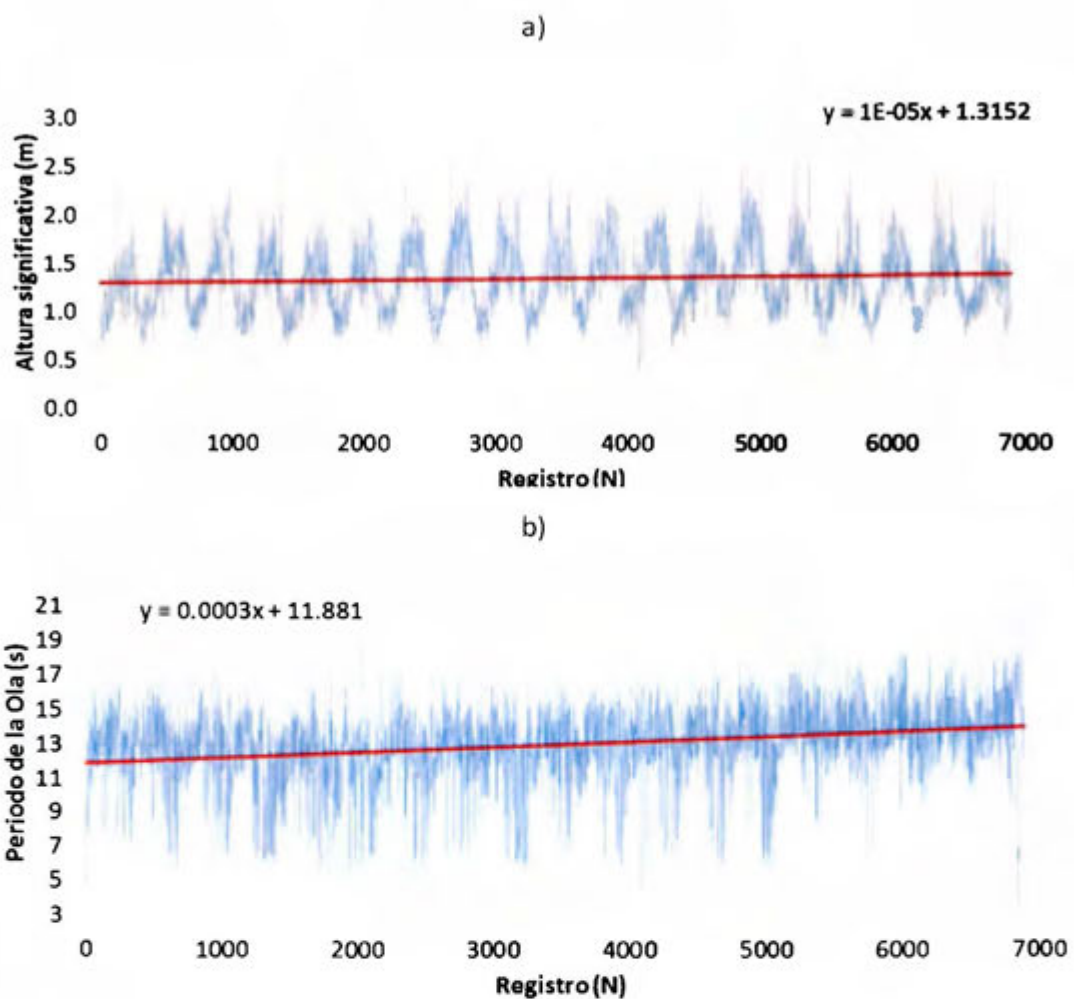 a)
y = 1E-05x + 1.3152
Altura significativa (m)
3.0
2.5
2.0
1.5
1.0
0.5
0.0
0 1000 2000 3000 4000 5000 6000 7000
Registro (N)
b)
y = 0.0003x + 11.881
Periodo de la Ola (s)
21
19
17
15
13
11
9
7
5
3
0 1000 2000 3000 4000 5000 6000 7000
Registro (N)